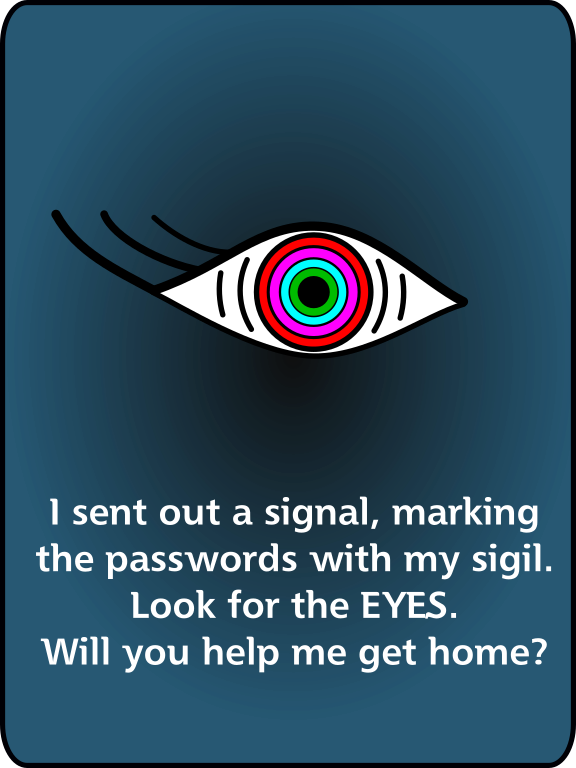 I sent out a signal, marking
the passwords with my sigil.
Look for the EYES.
Will you help me get home?